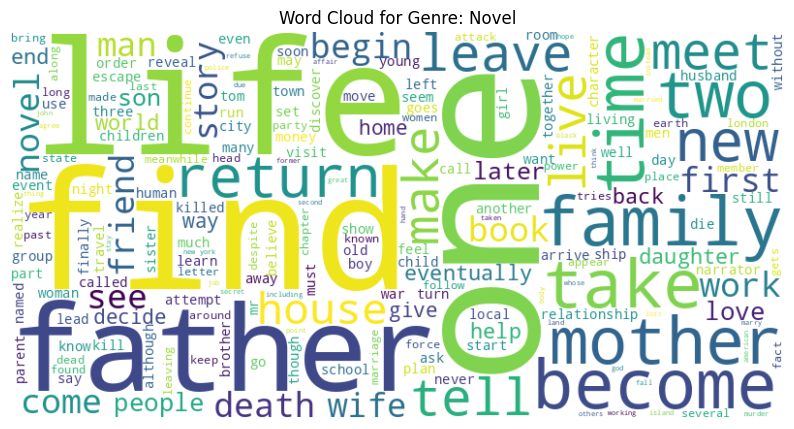 Word Cloud for Genre: Novel
bring
along
man
begin
leave
attack
room
hope
without
meet
even
soon
reveal
may
young
end
order
escape
life
story
refuse
due
affair
police
character
husband
long
use
last
made
son
tom
run
town
set
left
seem
goes
girl
together
two
novel
three
world
continue
many
city
party
money
discover
move
women
live
time
men
london
john
agree
children
visit
home
one
married
living
earth
new
state
meanwhile
head
former
want
power
black
think
well
day
member
place
name
event
night
human
friend
return
great
later
call
make
tries
first
realize
year
past
travel
killed
way
second
chapter
show
known
another
back
die
still
group
finally
find
sister
much
new york
despite
believe
old
boy
hand
taken
feel
book
family
part
learn
letter
job
secret
away
must
child
eventually
arrive
ship
appear
daughter
narrator
gets
woman
called
see
attempt
including
war
turn
follow
body
take
whose
work
named
house
mr
give
local
help
relationship
love
lead
decide
father
around
point
force
start
land
lost
marry
fact
parent
know
kill
although
keep
brother
go
though
school
marriage
plan
ask
never
mother
god
american
dead
found
say
leaving
become
fall
come
people
death
wife
tell
others
working
island
several
murder